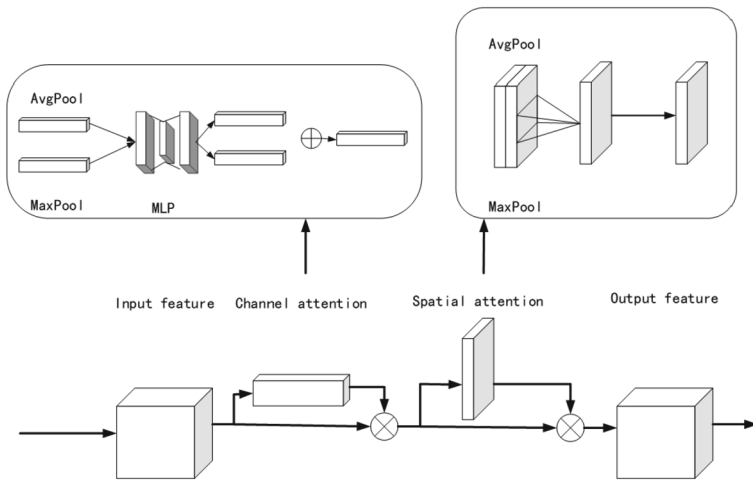 AvgPool
MaxPool
MLP
AvgPool
MaxPool
Input feature
Channel attention
Spatial attention
Output feature